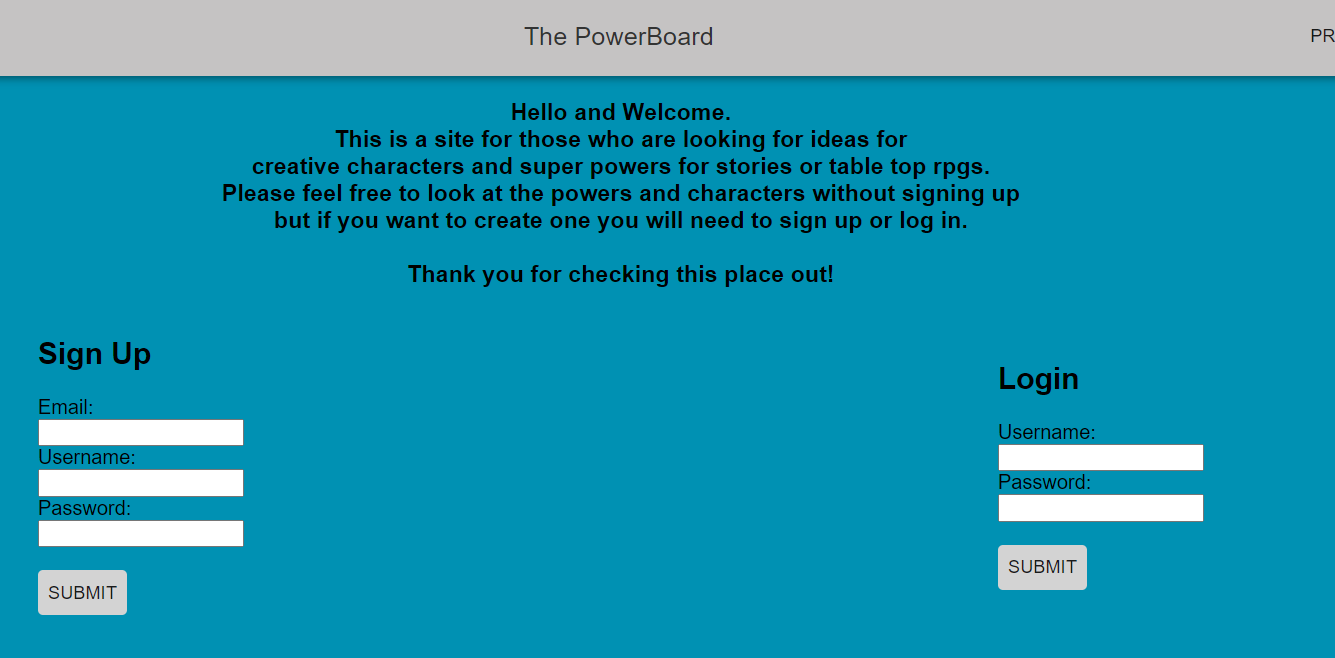 The PowerBoard
PR
Hello and Welcome.
This is a site for those who are looking for ideas for
creative characters and super powers for stories or table top rpgs.
Please feel free to look at the powers and characters without signing up
but if you want to create one you will need to sign up or log in.
Thank you for checking this place out!
Sign Up
Email:
Username:
Password:
SUBMIT
Login
Username:
Password:
SUBMIT